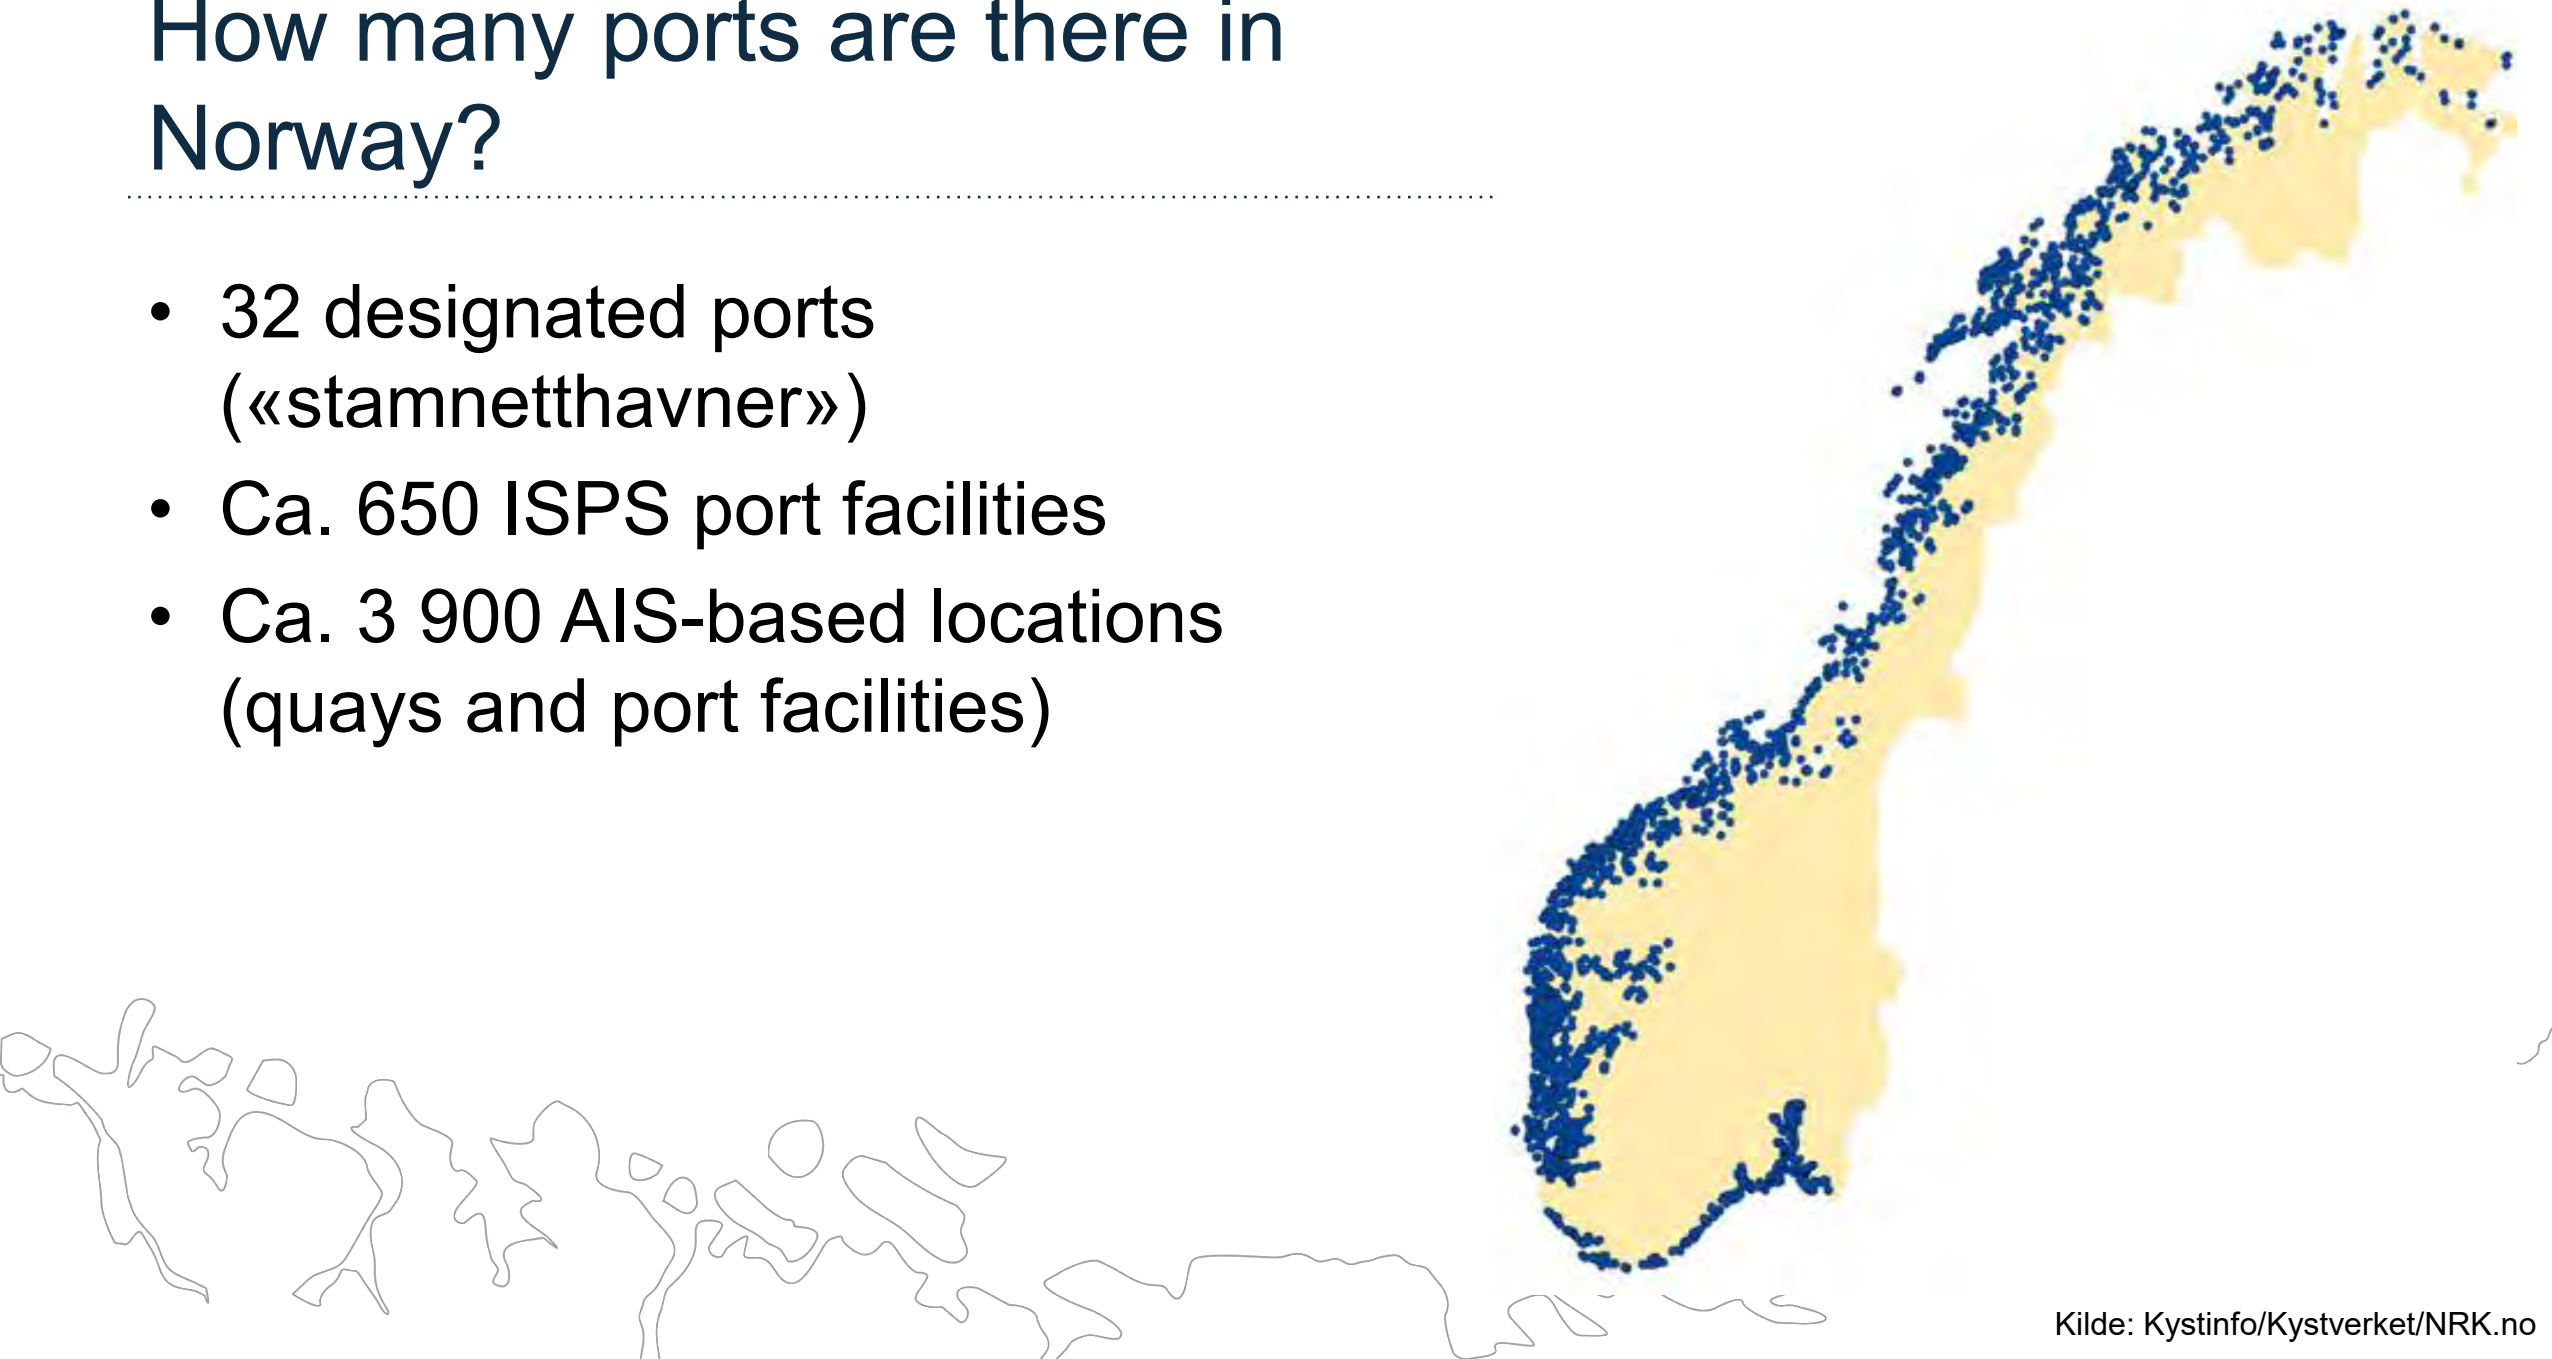 How many ports are there in
Norway?
• 32 designated ports
(«stamnetthavner»)
• Ca. 650 ISPS port facilities
• Ca. 3 900 AIS-based locations
(quays and port facilities)
Kilde: Kystinfo/Kystverket/NRK.no